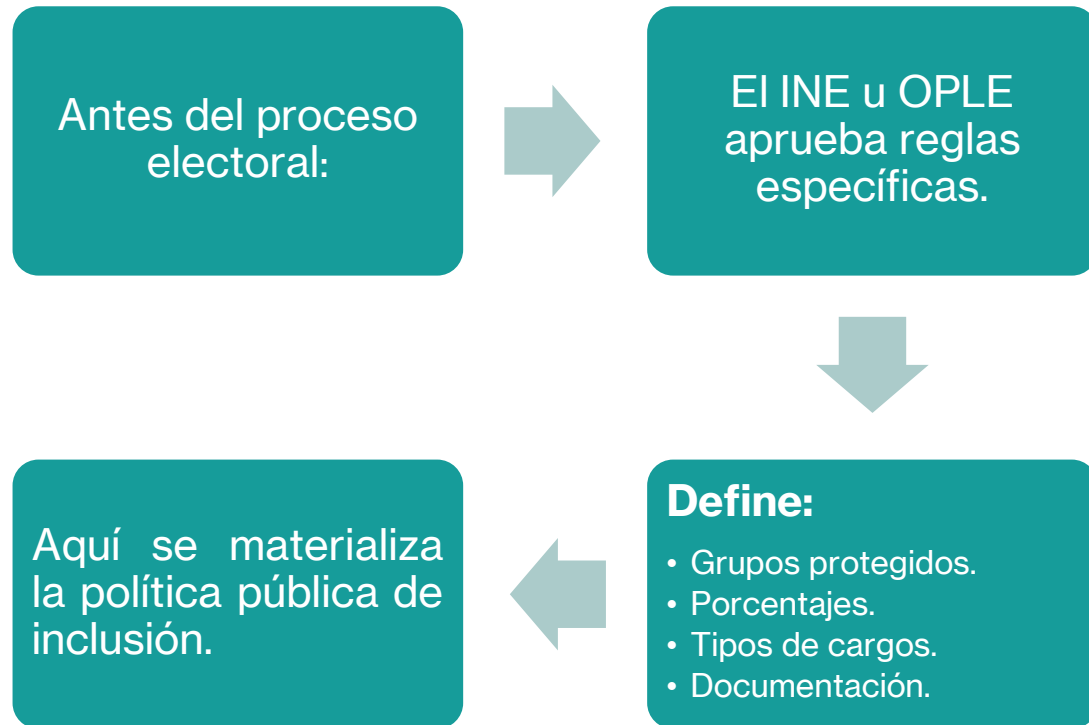 Antes del proceso
electoral:
El INE u OPLE
aprueba reglas
específicas.
Define:
• Grupos protegidos.
• Porcentajes.
• Tipos de cargos.
• Documentación.
Aquí se materializa
la política pública de
inclusión.